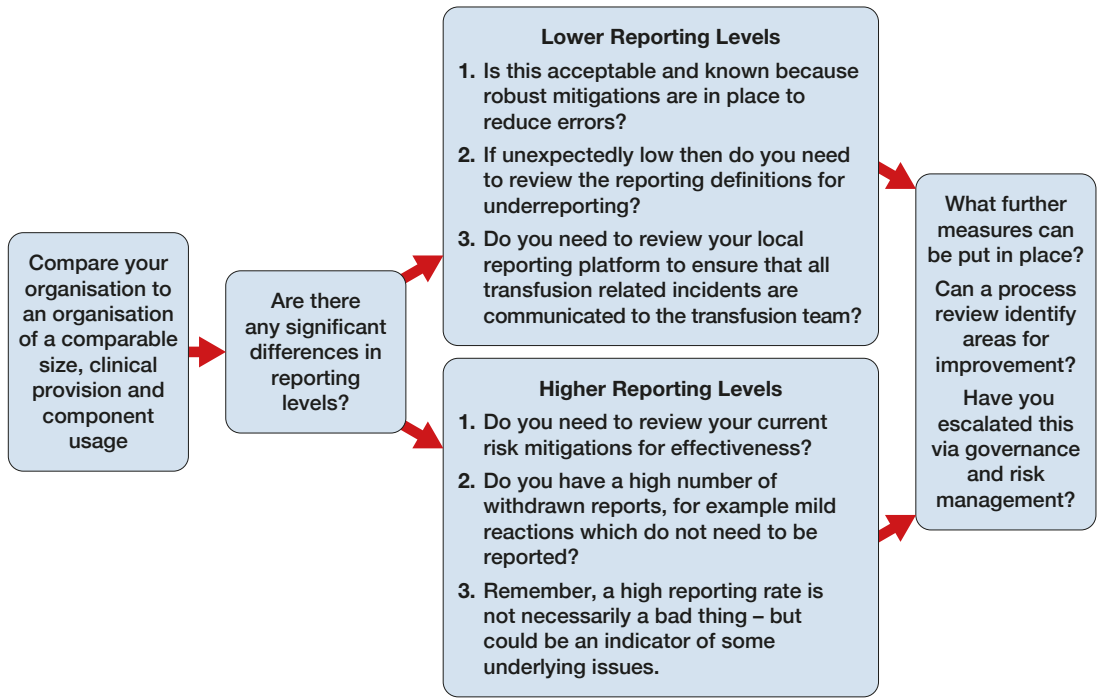 Compare your
organisation to
an organisation
of a comparable
size, clinical
provision and
component
usage
Are there
any significant
differences in
reporting
levels?
Lower Reporting Levels
1. Is this acceptable and known because
robust mitigations are in place to
reduce errors?
2. If unexpectedly low then do you need
to review the reporting definitions for
underreporting?
3. Do you need to review your local
reporting platform to ensure that all
transfusion related incidents are
communicated to the transfusion team?
Higher Reporting Levels
1. Do you need to review your current
risk mitigations for effectiveness?
2. Do you have a high number of
withdrawn reports, for example mild
reactions which do not need to be
reported?
3. Remember, a high reporting rate is
not necessarily a bad thing – but
could be an indicator of some
underlying issues.
What further
measures can
be put in place?
Can a process
review identify
areas for
improvement?
Have you
escalated this
via governance
and risk
management?